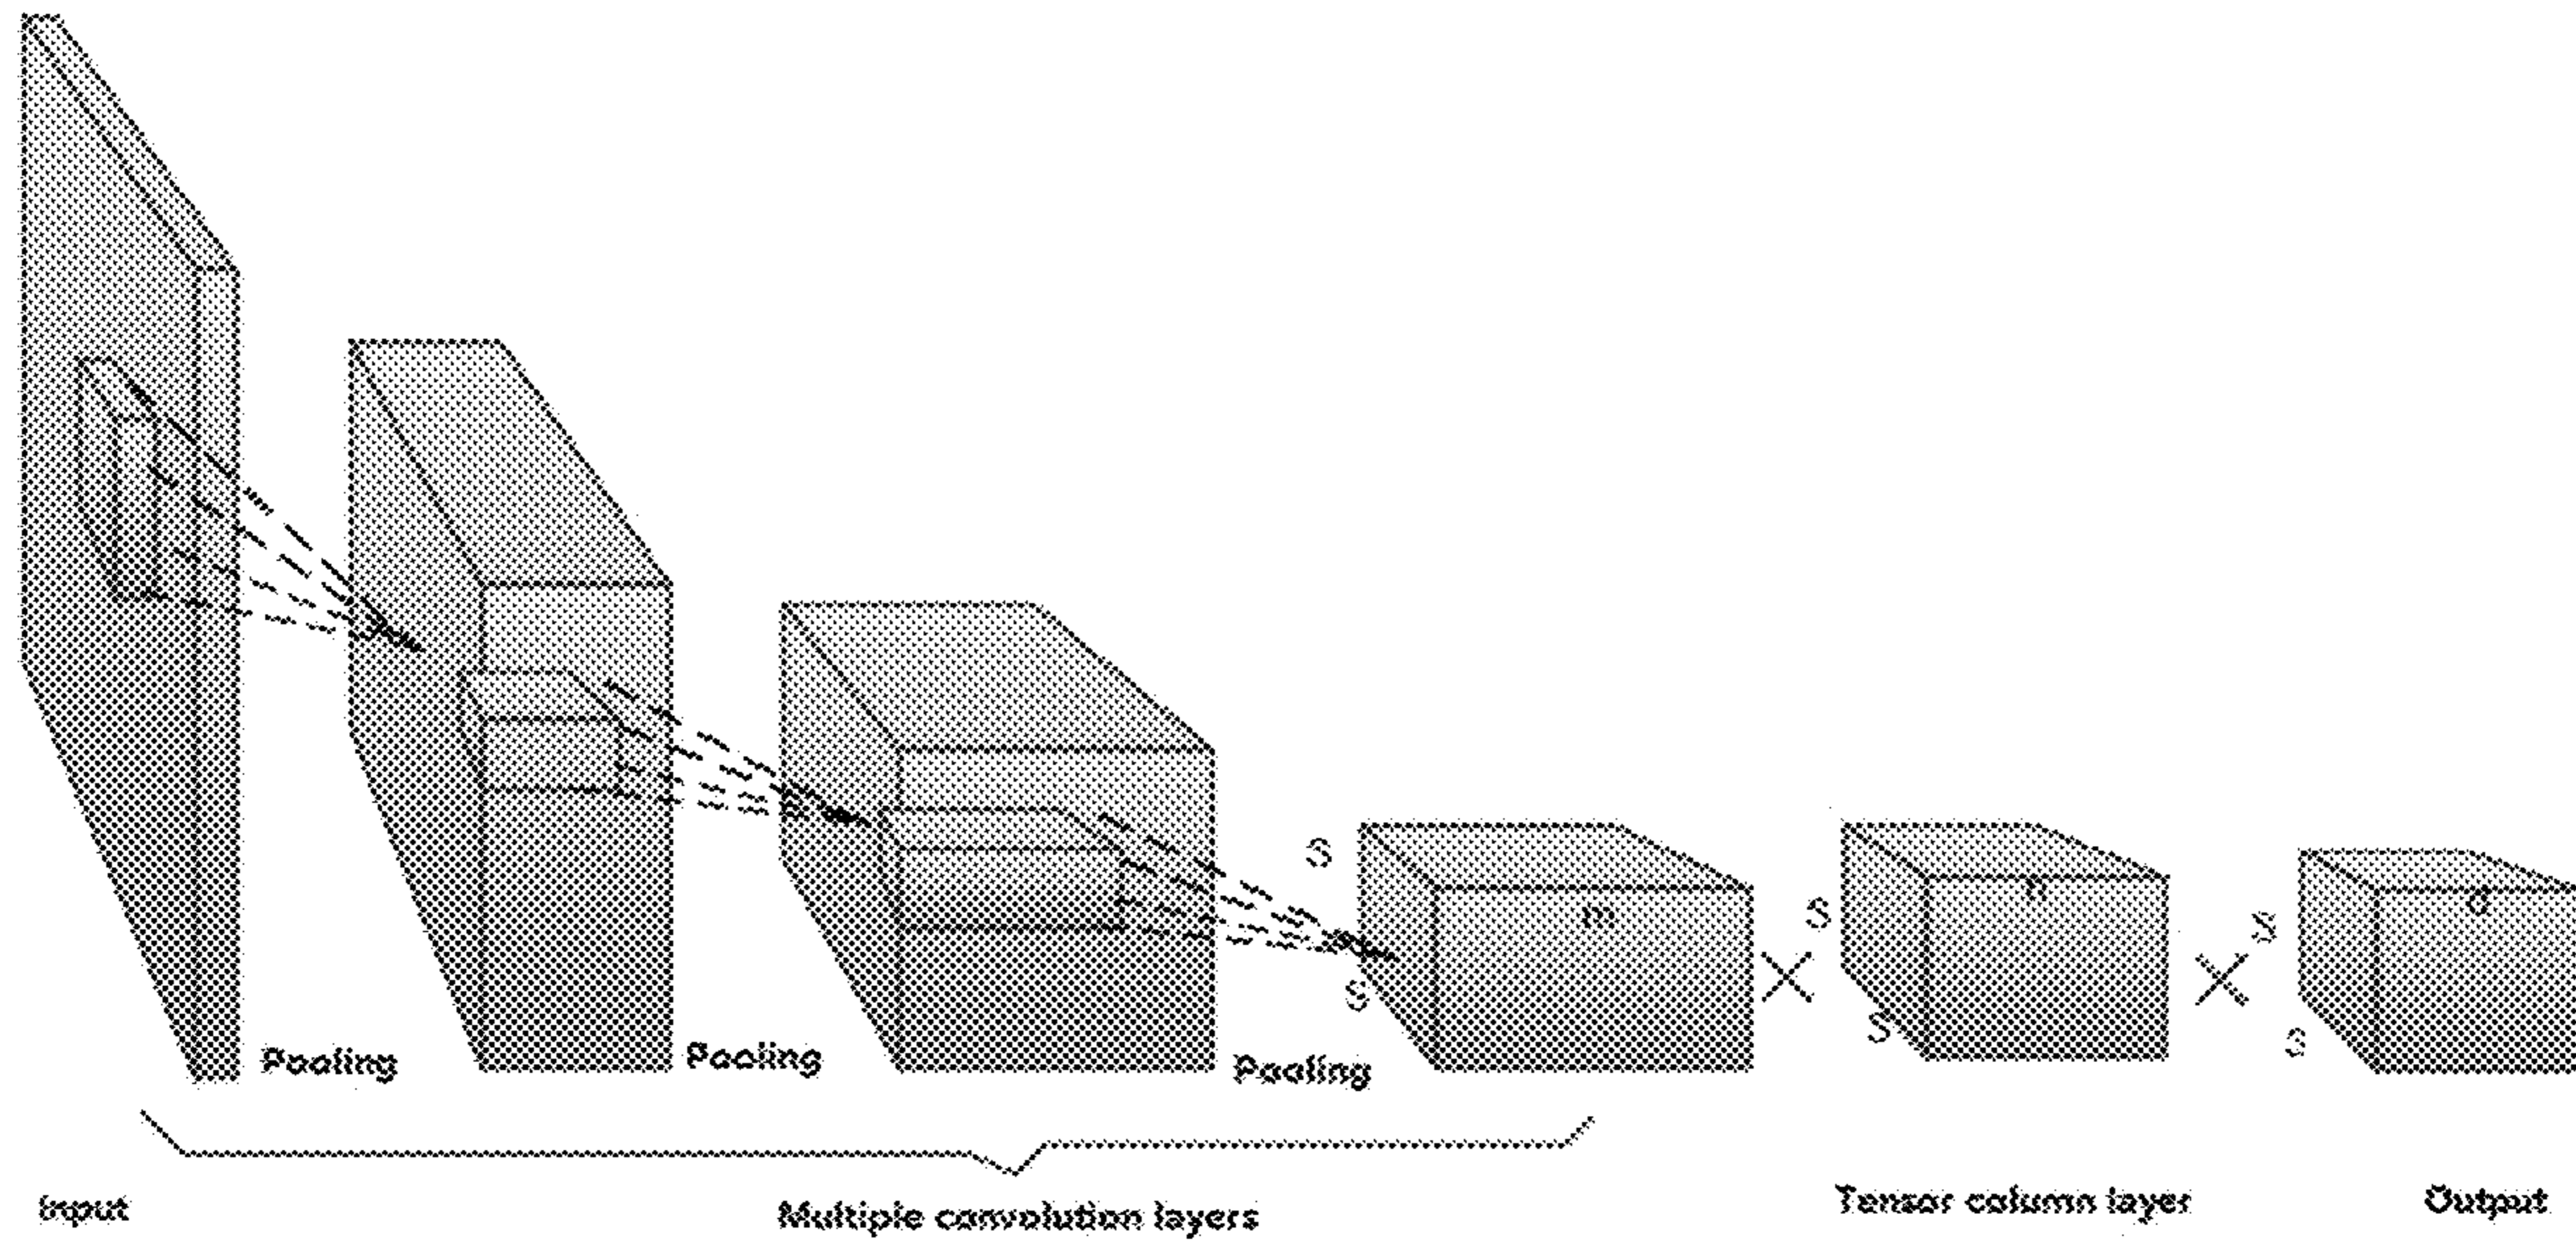 S
S
m
S
S
n
S
S
d
Pooling
Pooling
Pooling
Input
Multiple convolution layers
Tensor column layer
Output